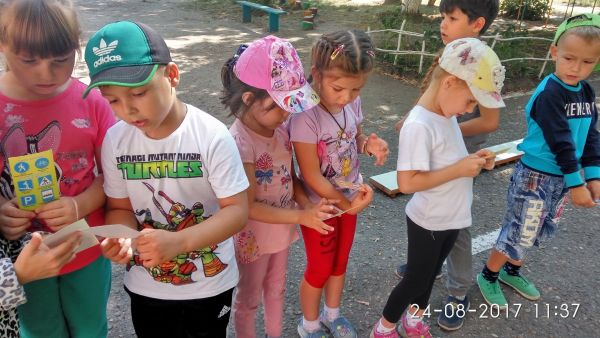 adidas
TEENAGE MUTANT NINJA
TURTLES
P
24-08-2017 11:37